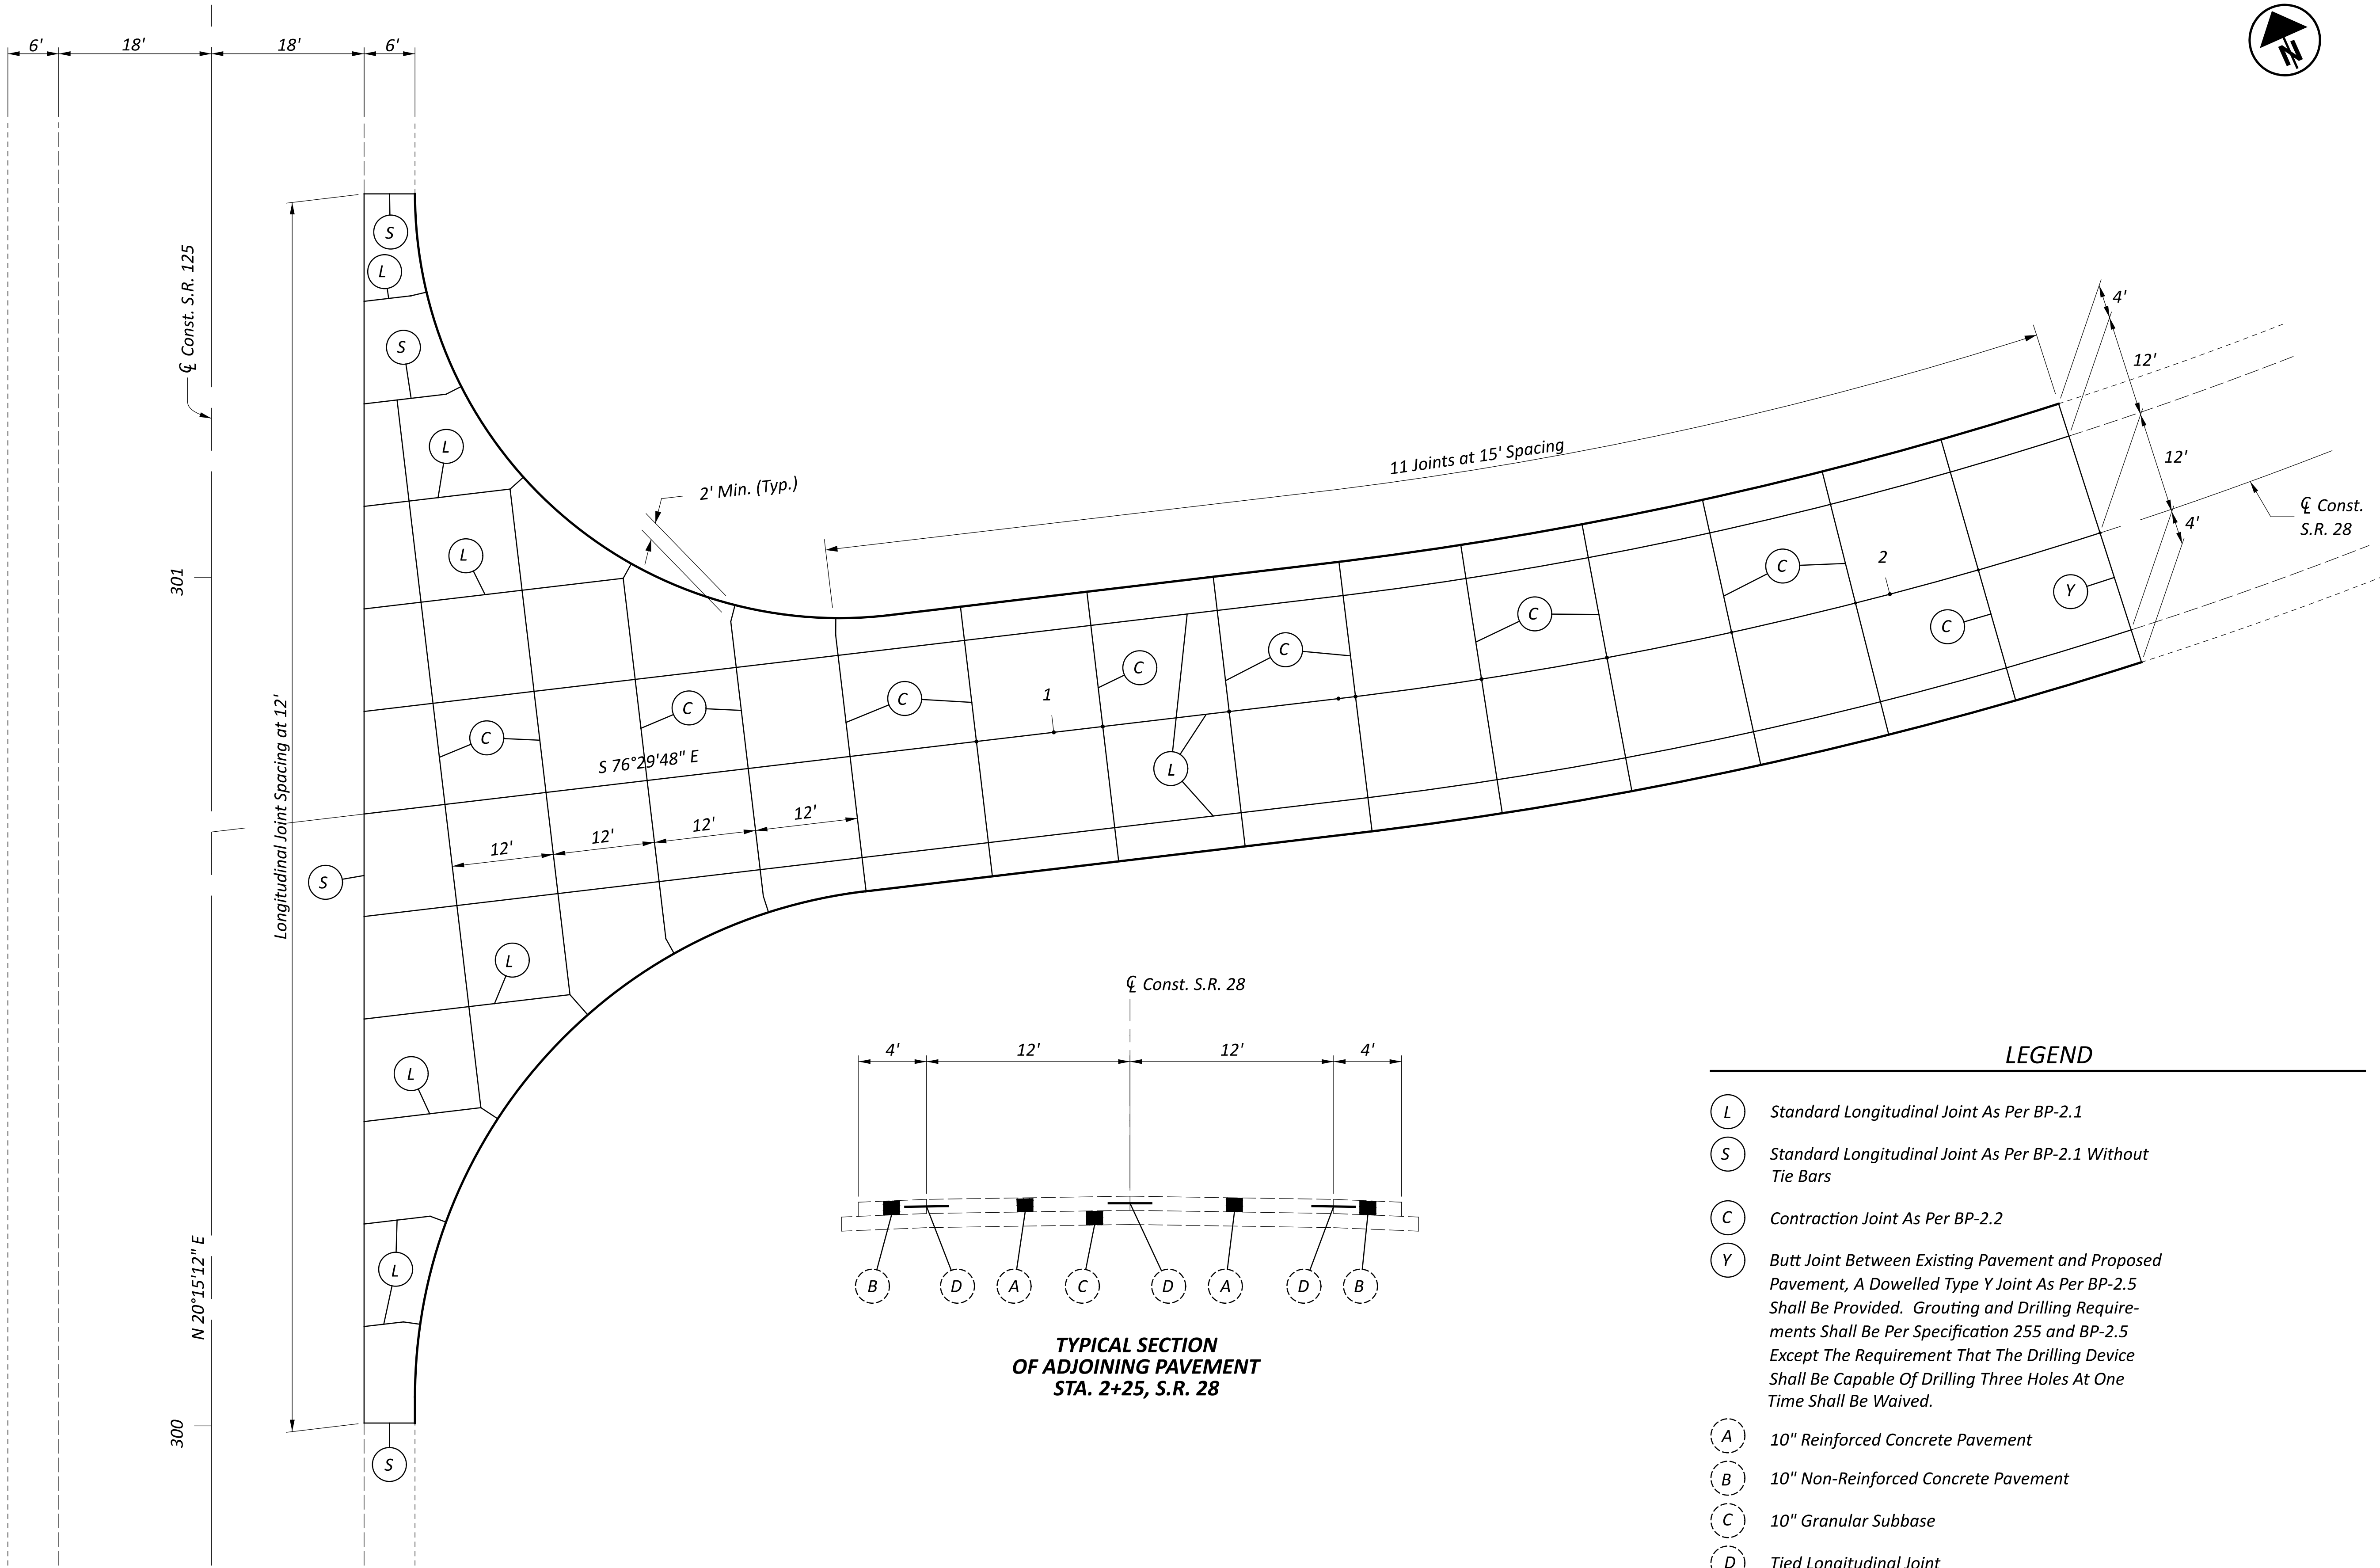 6' 18' 18' 6'
N
℄ Const. S.R. 125
S
L
S
L
L
2' Min. (Typ.)
11 Joints at 15' Spacing
4'
12'
12'
4'
℄ Const.
S.R. 28
301
Longitudinal Joint Spacing at 12'
C
C
S 76°29'48" E
C
1
C
C
C
C
2
C
Y
L
12' 12' 12' 12'
S
L
L
L
N 20°15'12" E
300
S
℄ Const. S.R. 28
4' 12' 12' 4'
B D A C D A D B
TYPICAL SECTION
OF ADJOINING PAVEMENT
STA. 2+25, S.R. 28
LEGEND
L Standard Longitudinal Joint As Per BP-2.1
S Standard Longitudinal Joint As Per BP-2.1 Without
Tie Bars
C Contraction Joint As Per BP-2.2
Y Butt Joint Between Existing Pavement and Proposed
Pavement, A Dowelled Type Y Joint As Per BP-2.5
Shall Be Provided. Grouting and Drilling Require-
ments Shall Be Per Specification 255 and BP-2.5
Except The Requirement That The Drilling Device
Shall Be Capable Of Drilling Three Holes At One
Time Shall Be Waived.
A 10" Reinforced Concrete Pavement
B 10" Non-Reinforced Concrete Pavement
C 10" Granular Subbase
D Tied Longitudinal Joint